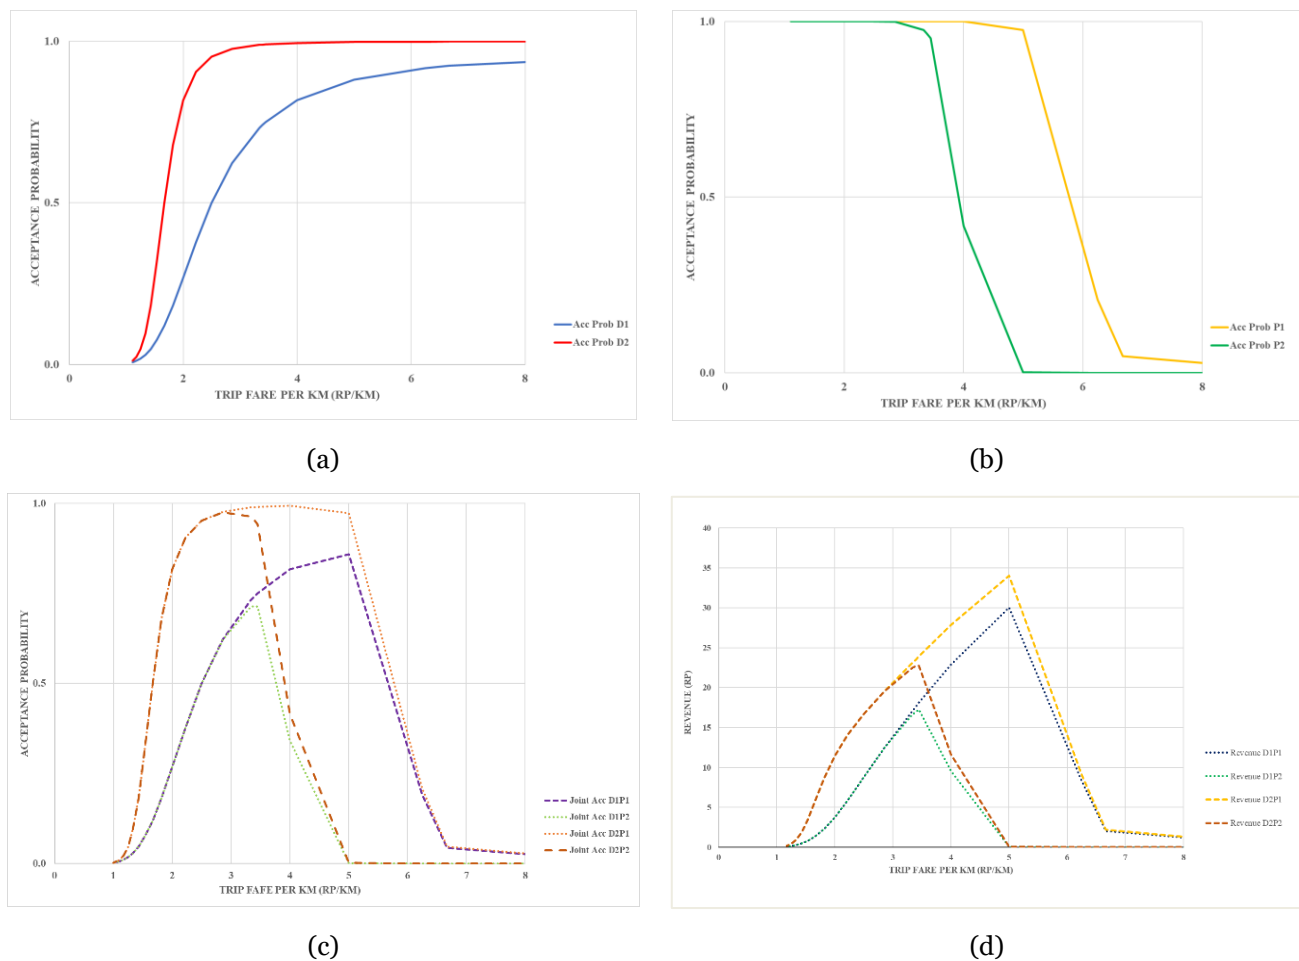 1.0
0.5
0.0
0 2 4 6 8
ACCEPTANCE PROBABILITY
TRIP FARE PER KM (RP/KM)
Acc Prob D1
Acc Prob D2
(a)
1.0
0.5
0.0
0 2 4 6 8
ACCEPTANCE PROBABILITY
TRIP FARE PER KM (RP/KM)
Acc Prob P1
Acc Prob P2
(b)
1.0
0.5
0.0
0 1 2 3 4 5 6 7 8
ACCEPTANCE PROBABILITY
TRIP FAFE PER KM (RP/KM)
Joint Acc D1P1
Joint Acc D1P2
Joint Acc D2P1
Joint Acc D2P2
(c)
40
35
30
25
20
15
10
5
0
0 1 2 3 4 5 6 7 8
REVENUE (RP)
TRIP FARE PER KM (RP/KM)
Revenue D1P1
Revenue D1P2
Revenue D2P1
Revenue D2P2
(d)